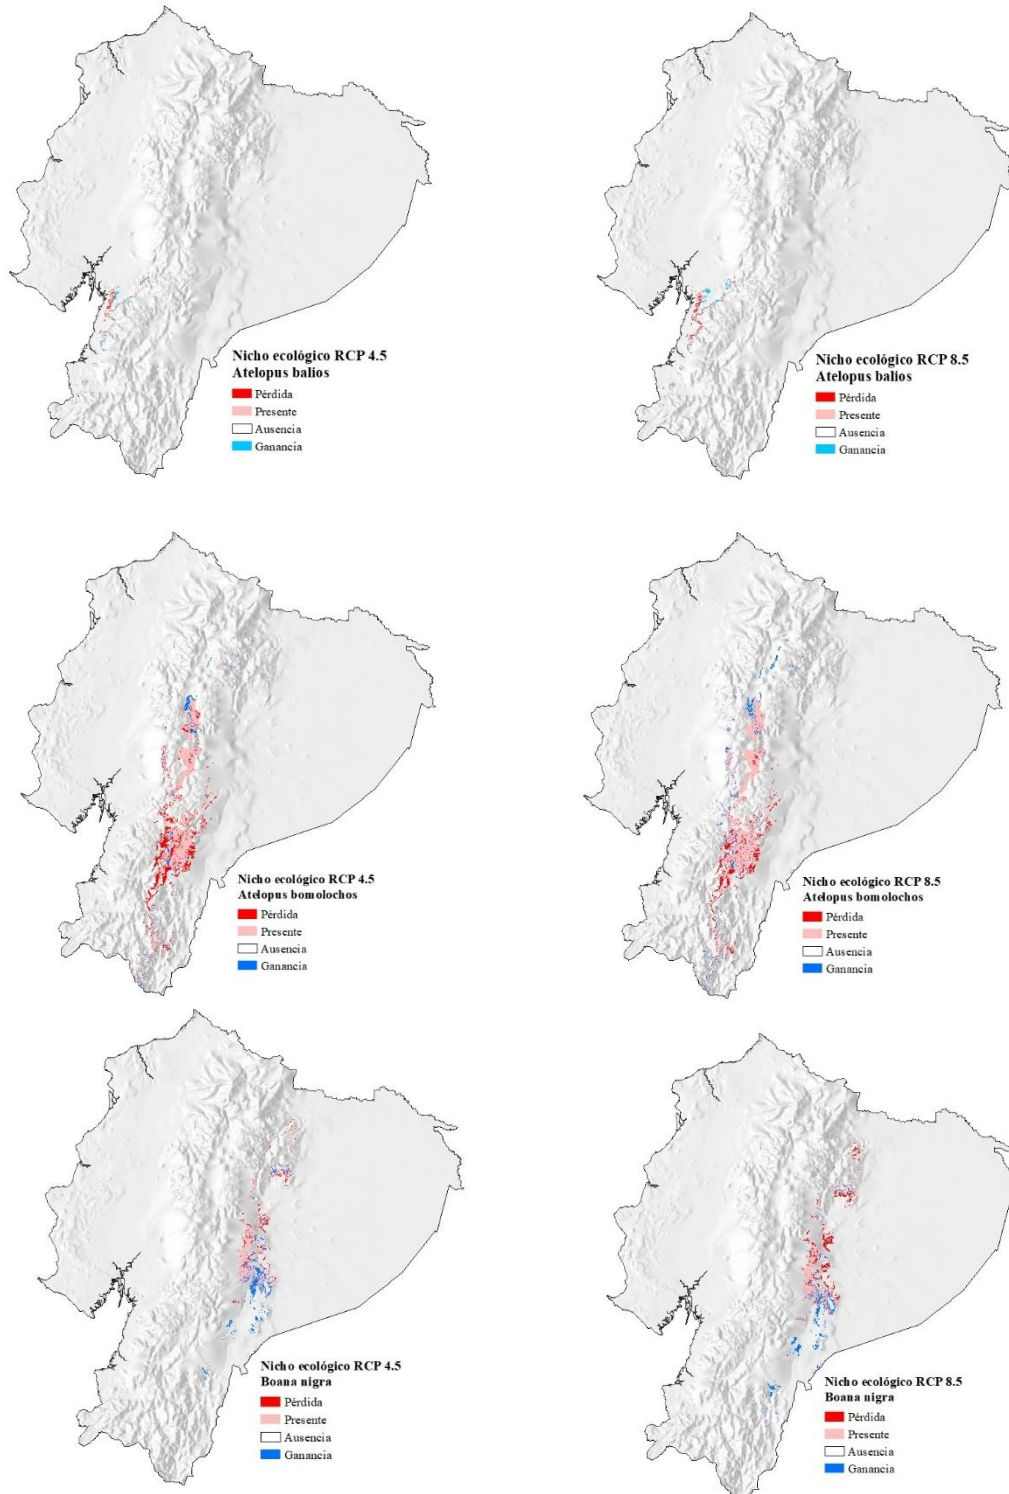 Nicho ecológico RCP 4.5
Atelopus balios
Pérdida
Presente
Ausencia
Ganancia
Nicho ecológico RCP 8.5
Atelopus balios
Pérdida
Presente
Ausencia
Ganancia
Nicho ecológico RCP 4.5
Atelopus bomolochos
Pérdida
Presente
Ausencia
Ganancia
Nicho ecológico RCP 8.5
Atelopus bomolochos
Pérdida
Presente
Ausencia
Ganancia
Nicho ecológico RCP 4.5
Boana nigra
Pérdida
Presente
Ausencia
Ganancia
Nicho ecológico RCP 8.5
Boana nigra
Pérdida
Presente
Ausencia
Ganancia